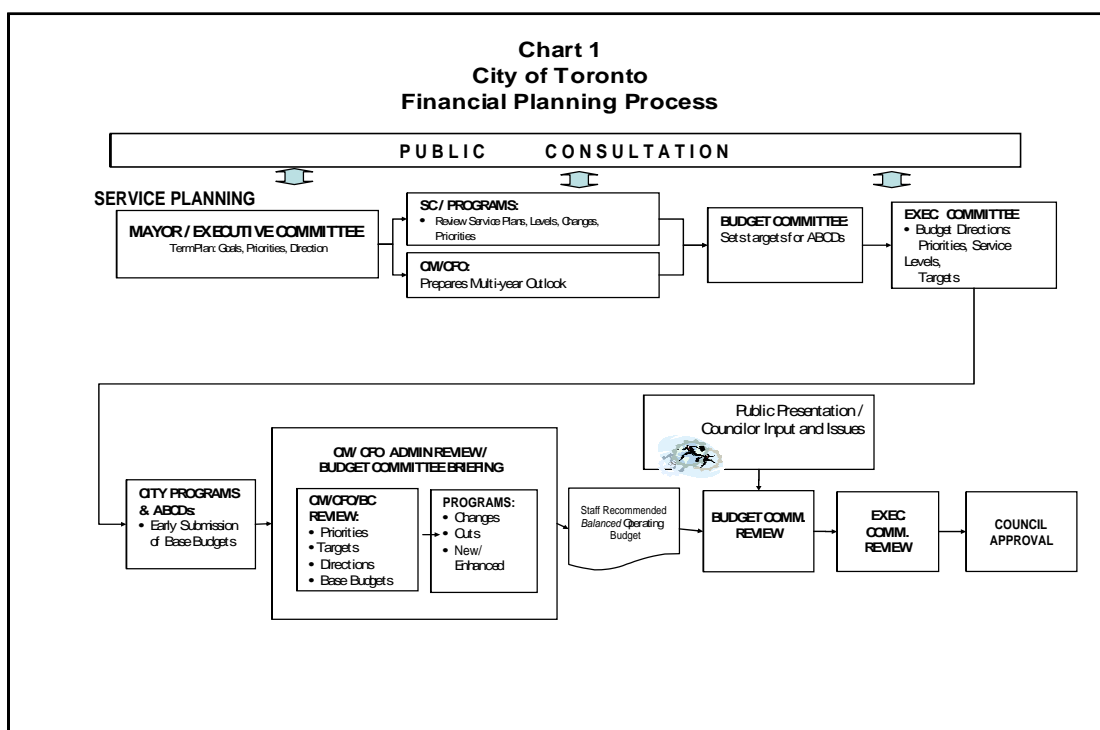 Chart 1
City of Toronto
Financial Planning Process
PUBLIC CONSULTATION
SERVICE PLANNING
MAYOR / EXECUTIVE COMMITTEE
Term Plan: Goals, Priorities, Direction
SC / PROGRAMS:
• Review Service Plans, Levels, Changes,
Priorities
CM/CFO:
Prepares Multi-year Outlook
BUDGET COMMITTEE
Sets targets for ABCDs
EXEC COMMITTEE
• Budget Directions:
Priorities, Service
Levels,
Targets
Public Presentation /
Councilor Input and Issues
CITY PROGRAMS
& ABCDs:
• Early Submission
of Base Budgets
CM/ CFO ADMIN REVIEW /
BUDGET COMMITTEE BRIEFING
CM/CFO/BC
REVIEW:
• Priorities
• Targets
• Directions
• Base Budgets
PROGRAMS:
• Changes
• Cuts
• New/
Enhanced
Staff Recommended
Balanced Operating
Budget
BUDGET COMM.
REVIEW
EXEC
COMM.
REVIEW
COUNCIL
APPROVAL